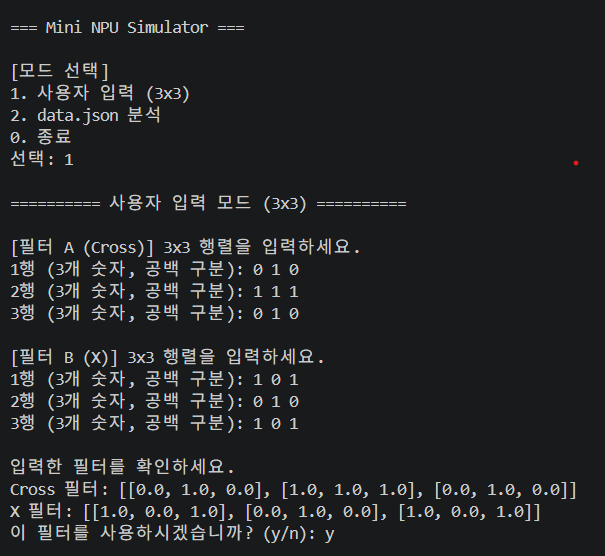 === Mini NPU Simulator ===
[모드 선택]
1. 사용자 입력 (3x3)
2. data.json 분석
0. 종료
선택: 1
========== 사용자 입력 모드 (3x3) ==========
[필터 A (Cross)] 3x3 행렬을 입력하세요.
1행 (3개 숫자, 공백 구분): 0 1 0
2행 (3개 숫자, 공백 구분): 1 1 1
3행 (3개 숫자, 공백 구분): 0 1 0
[필터 B (X)] 3x3 행렬을 입력하세요.
1행 (3개 숫자, 공백 구분): 1 0 1
2행 (3개 숫자, 공백 구분): 0 1 0
3행 (3개 숫자, 공백 구분): 1 0 1
입력한 필터를 확인하세요.
Cross 필터: [[0.0, 1.0, 0.0], [1.0, 1.0, 1.0], [0.0, 1.0, 0.0]]
X 필터: [[1.0, 0.0, 1.0], [0.0, 1.0, 0.0], [1.0, 0.0, 1.0]]
이 필터를 사용하시겠습니까? (y/n): y